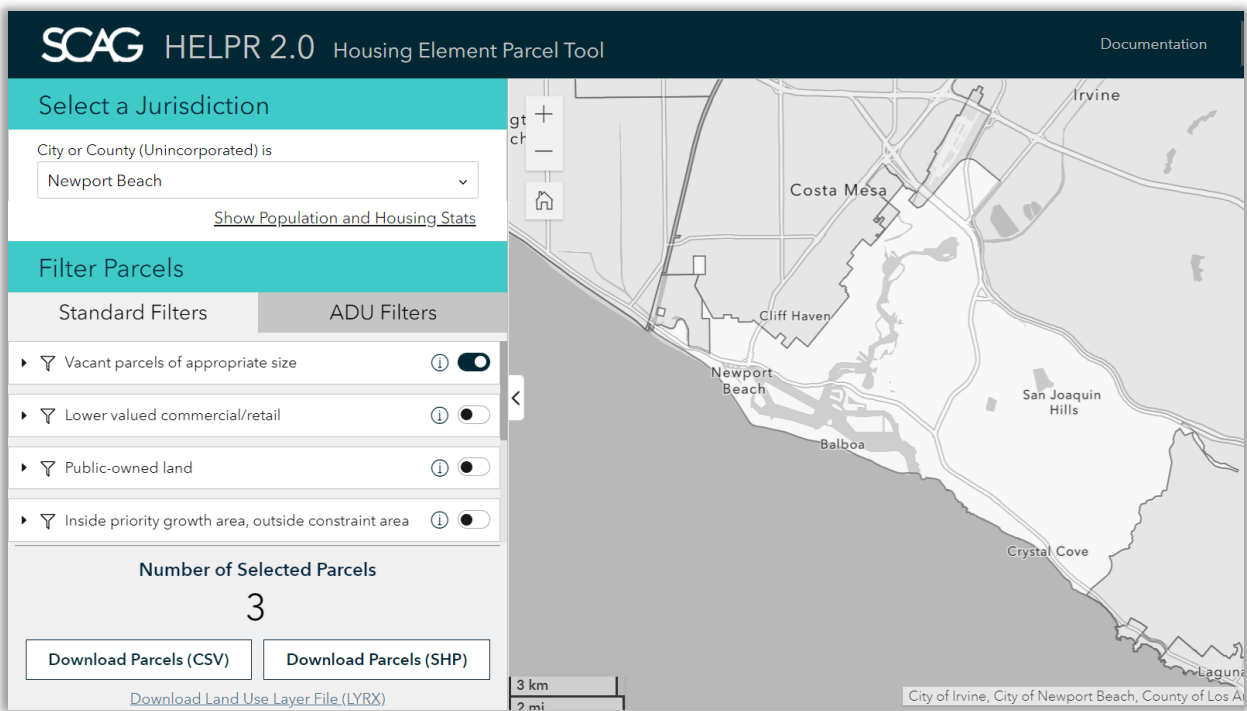 SCAG HELPR 2.0 Housing Element Parcel Tool
Documentation
Select a Jurisdiction
City or County (Unincorporated) is
Newport Beach
Show Population and Housing Stats
Filter Parcels
Standard Filters
ADU Filters
Vacant parcels of appropriate size
Lower valued commercial/retail
Public-owned land
Inside priority growth area, outside constraint area
Number of Selected Parcels
3
Download Parcels (CSV)
Download Parcels (SHP)
Download Land Use Layer File (LYRX)
Irvine
gt
ch
Costa Mesa
Cliff Haven
Newport
Beach
San Joaquin
Hills
Balboa
Crystal Cove
Laguna
3 km
2 mi
City of Irvine, City of Newport Beach, County of Los A